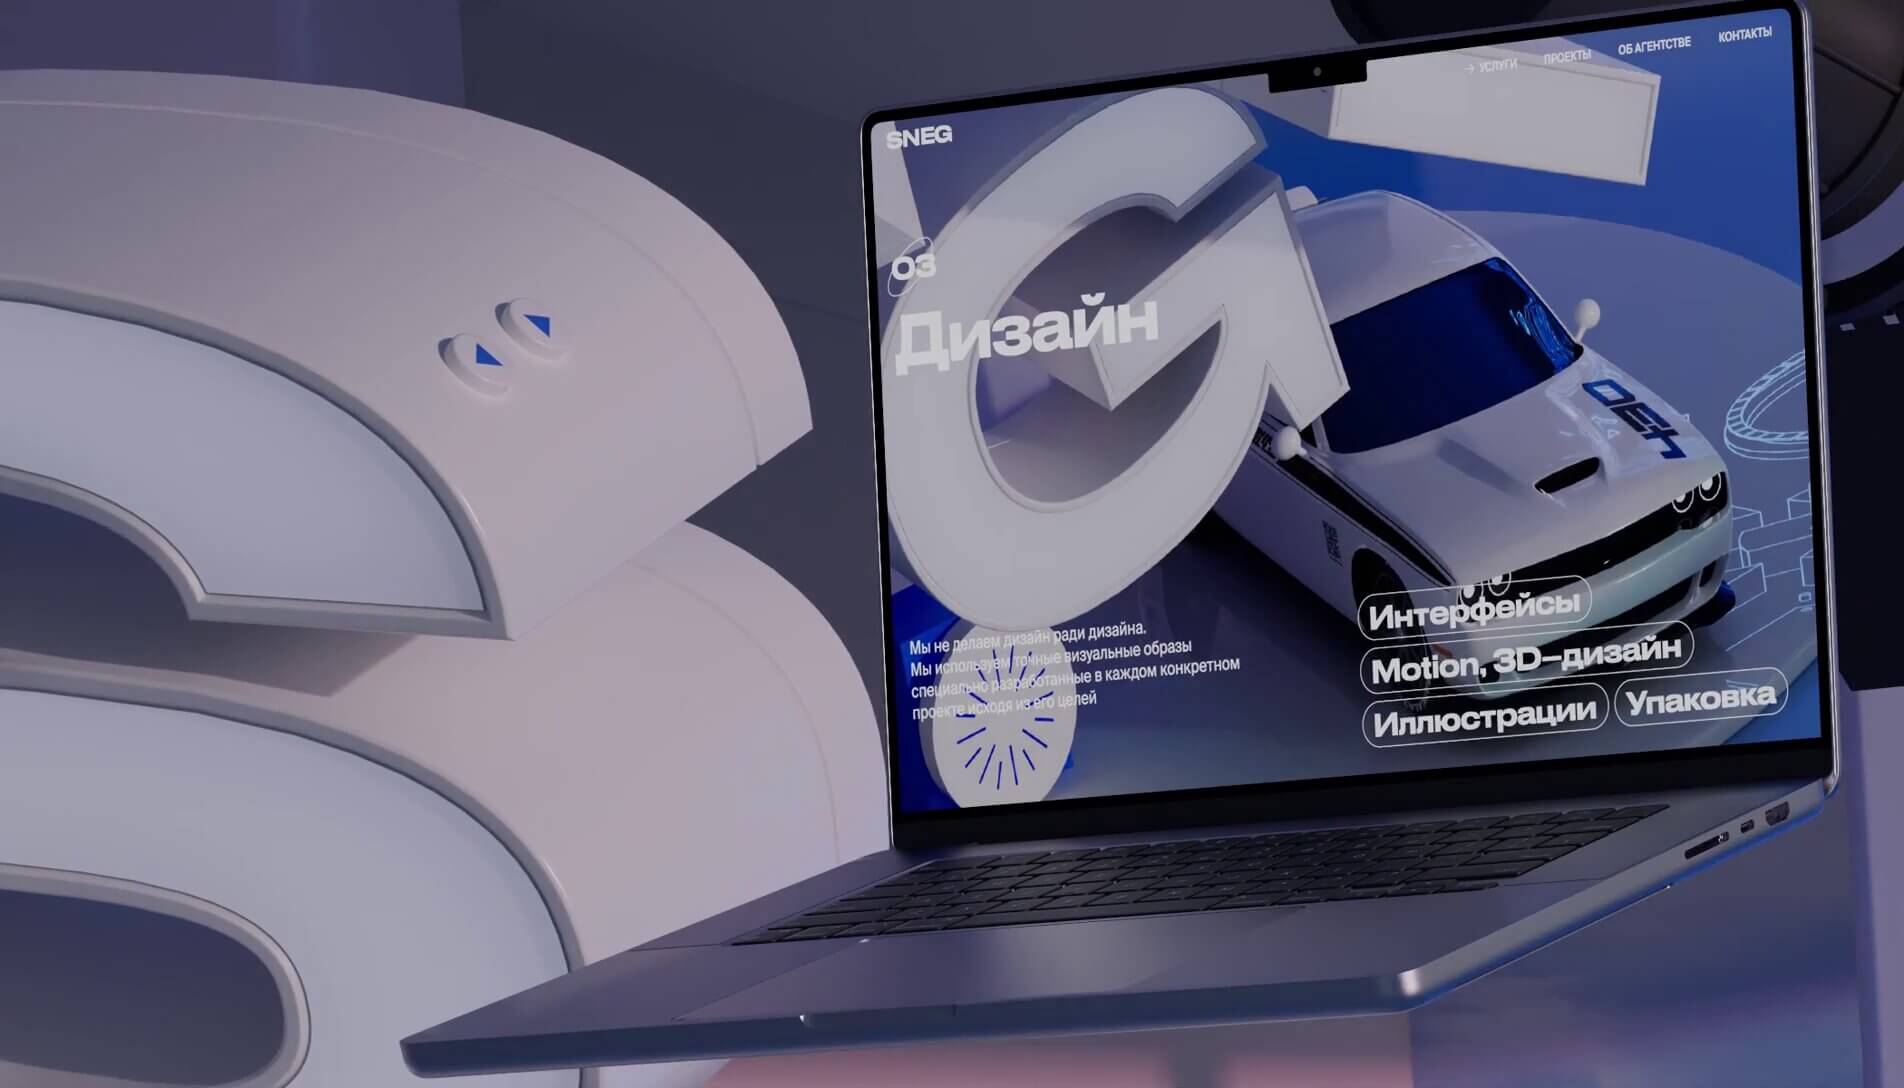 → УСЛУГИ ПРОЕКТЫ ОБ АГЕНТСТВЕ КОНТАКТЫ
SNEG
03
Дизайн
Мы не делаем дизайн ради дизайна.
Мы используем точные визуальные образы
специально разработанные в каждом конкретном
проекте исходя из его целей
Интерфейсы
Motion, 3D–дизайн
Иллюстрации Упаковка